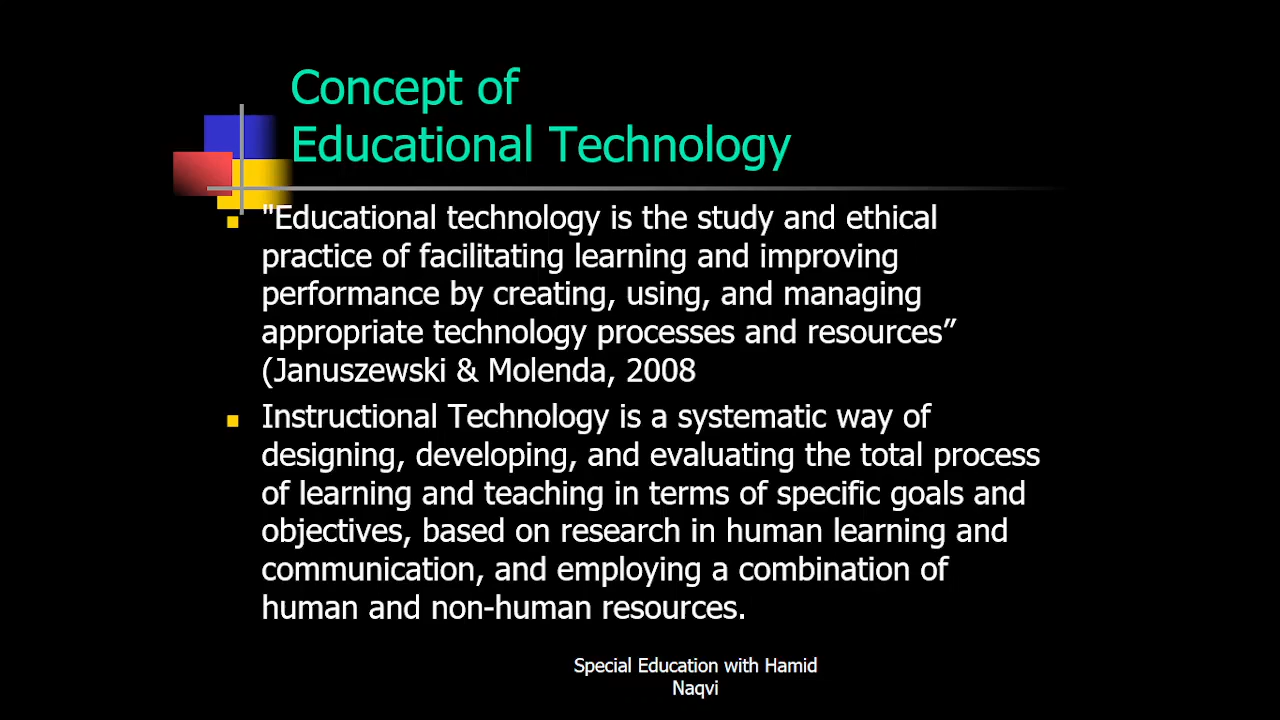 Concept of
Educational Technology
"Educational technology is the study and ethical
practice of facilitating learning and improving
performance by creating, using, and managing
appropriate technology processes and resources”
(Januszewski & Molenda, 2008
Instructional Technology is a systematic way of
designing, developing, and evaluating the total process
of learning and teaching in terms of specific goals and
objectives, based on research in human learning and
communication, and employing a combination of
human and non-human resources.
Special Education with Hamid
Naqvi